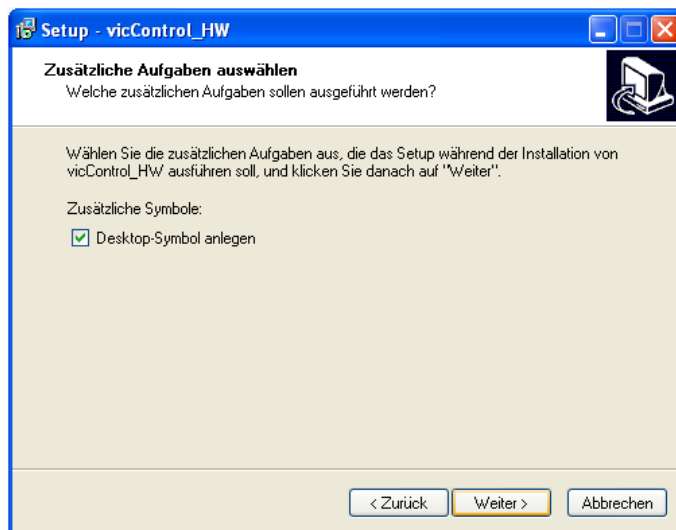 Setup - vicControl_HW
Zusätzliche Aufgaben auswählen
Welche zusätzlichen Aufgaben sollen ausgeführt werden?
Wählen Sie die zusätzlichen Aufgaben aus, die das Setup während der Installation von
vicControl_HW ausführen soll, und klicken Sie danach auf "Weiter".
Zusätzliche Symbole:
Desktop-Symbol anlegen
< Zurück Weiter > Abbrechen